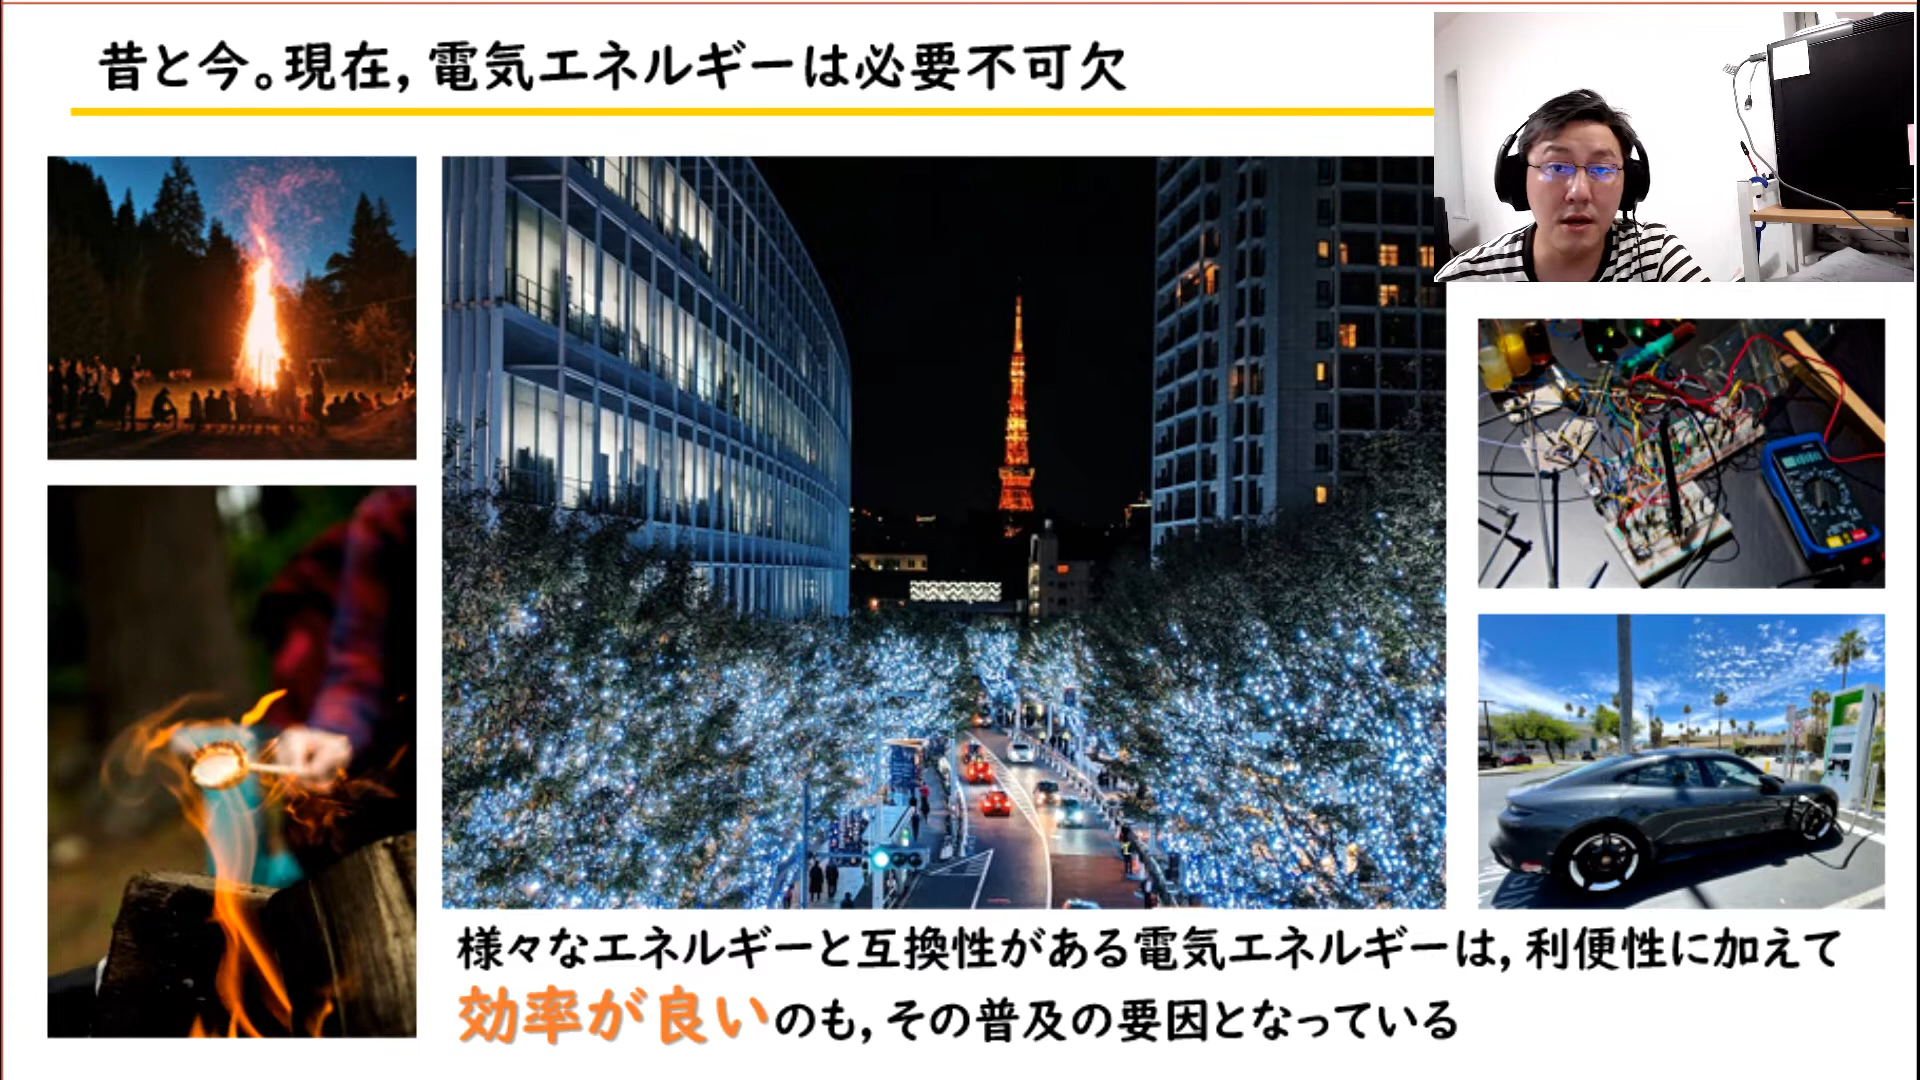 昔と今。現在，電気エネルギーは必要不可欠
様々なエネルギーと互換性がある電気エネルギーは，利便性に加えて
効率が良いのも，その普及の要因となっている